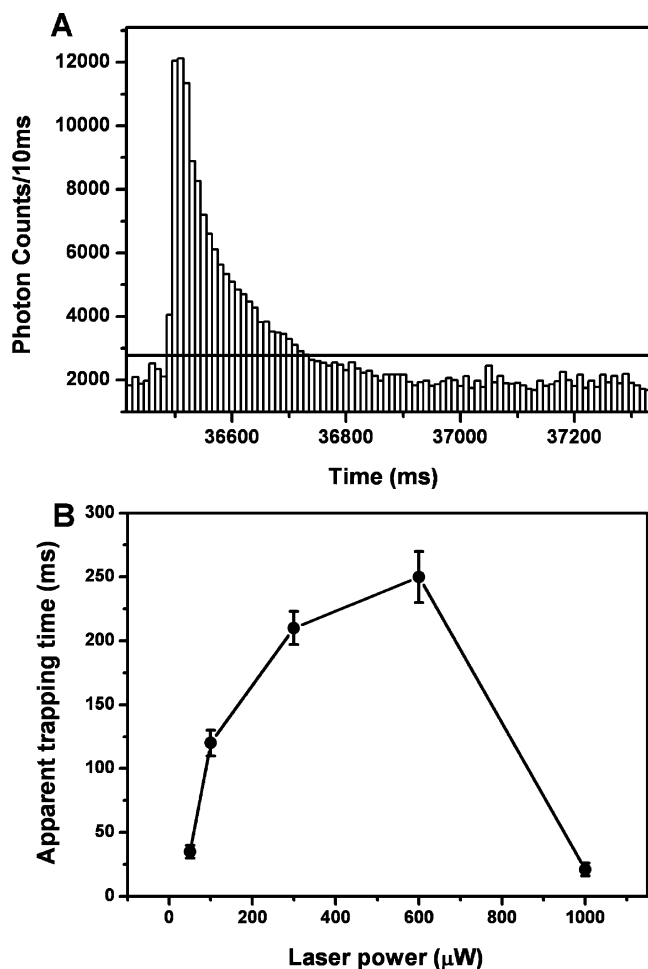 A
12000
10000
8000
6000
4000
2000
Photon Counts/10ms
36600 36800 37000 37200
Time (ms)
B
300
250
200
150
100
50
0
Apparent trapping time (ms)
0 200 400 600 800 1000
Laser power (μW)